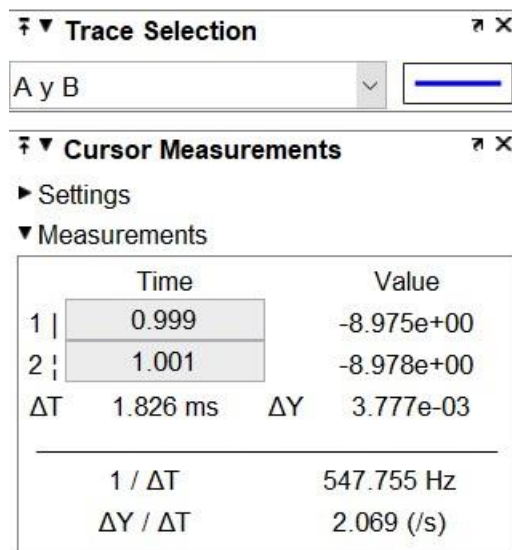 Trace Selection
A y B
Cursor Measurements
Settings
Measurements
Time Value
1 | 0.999 -8.975e+00
2 ¦ 1.001 -8.978e+00
ΔT 1.826 ms ΔY 3.777e-03
1 / ΔT 547.755 Hz
ΔY / ΔT 2.069 (/s)